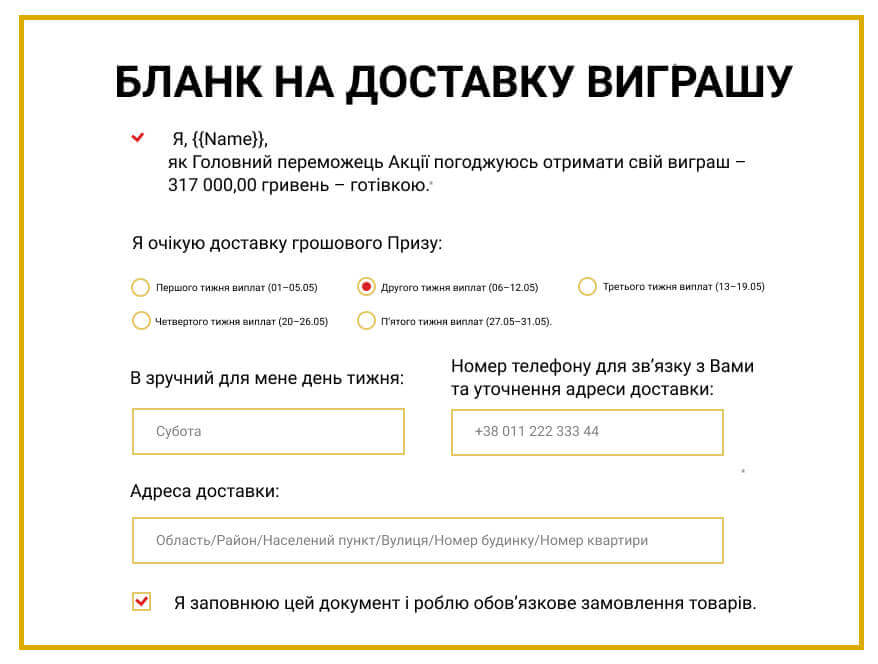 БЛАНК НА ДОСТАВКУ ВИГРАШУ
Я, {{Name}},
як Головний переможець Акції погоджуюсь отримати свій виграш –
317 000,00 гривень – готівкою.*
Я очікую доставку грошового Призу:
Першого тижня виплат (01–05.05)
Другого тижня виплат (06–12.05)
Третього тижня виплат (13–19.05)
Четвертого тижня виплат (20–26.05)
П’ятого тижня виплат (27.05–31.05).
В зручний для мене день тижня:
Субота
Номер телефону для зв’язку з Вами
та уточнення адреси доставки:
+38 011 222 333 44
*
Адреса доставки:
Область/Район/Населений пункт/Вулиця/Номер будинку/Номер квартири
Я заповнюю цей документ і роблю обов’язкове замовлення товарів.